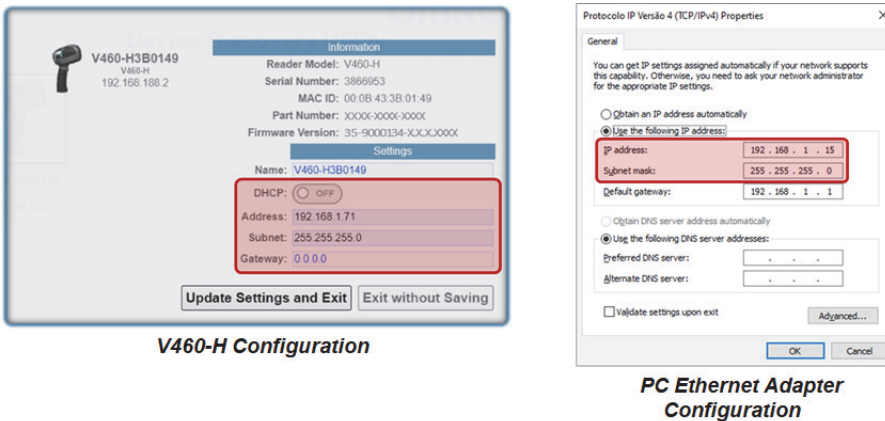 V460-H3B0149
V460-H
192.168.188.2
Information
Reader Model: V460-H
Serial Number: 3866953
MAC ID: 00:0B:43:3B:01:49
Part Number: XXXX-XXXX-XXXX
Firmware Version: 35-9000134-X.X.X.XXXX
Settings
Name: V460-H3B0149
DHCP: OFF
Address: 192.168.1.71
Subnet: 255.255.255.0
Gateway: 0.0.0.0
Update Settings and Exit Exit without Saving
V460-H Configuration
Protocolo IP Versão 4 (TCP/IPv4) Properties
General
You can get IP settings assigned automatically if your network supports
this capability. Otherwise, you need to ask your network administrator
for the appropriate IP settings.
Obtain an IP address automatically
Use the following IP address:
IP address: 192 . 168 . 1 . 15
Subnet mask: 255 . 255 . 255 . 0
Default gateway: 192 . 168 . 1 . 1
Obtain DNS server address automatically
Use the following DNS server addresses:
Preferred DNS server: . . .
Alternate DNS server: . . .
Validate settings upon exit
Advanced...
OK Cancel
PC Ethernet Adapter
Configuration